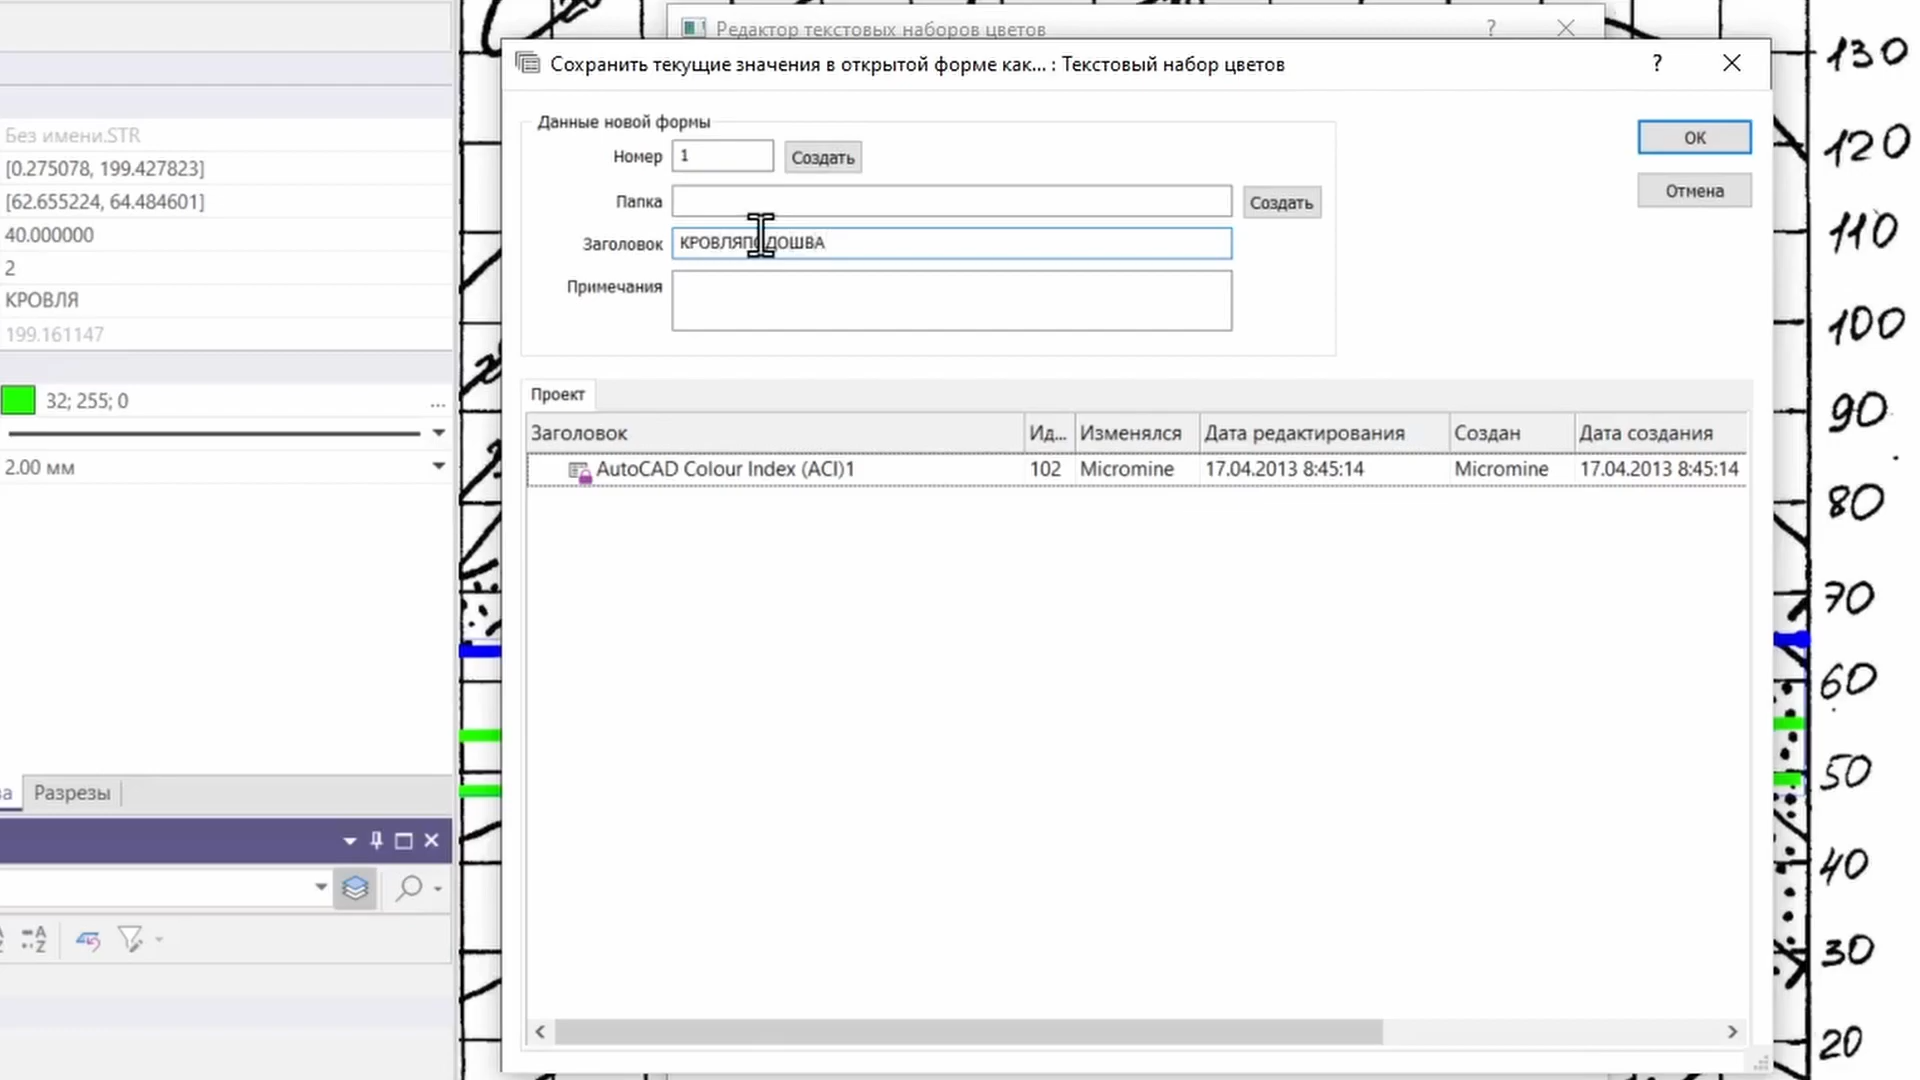 Редактор текстовых наборов цветов
?
Сохранить текущие значения в открытой форме как... : Текстовый набор цветов
?
Данные новой формы
Номер 1 Создать
ОК
Папка Создать
Отмена
Заголовок КРОВЛЯПОДОШВА
Примечания
Проект
Заголовок Ид... Изменялся Дата редактирования Создан Дата создания
AutoCAD Colour Index (ACI)1 102 Micromine 17.04.2013 8:45:14 Micromine 17.04.2013 8:45:14
Без имени.STR
[0.275078, 199.427823]
[62.655224, 64.484601]
40.000000
2
КРОВЛЯ
199.161147
32; 255; 0
...
2.00 мм
Разрезы
130
120
110
100
90
80
70
60
50
40
30
20